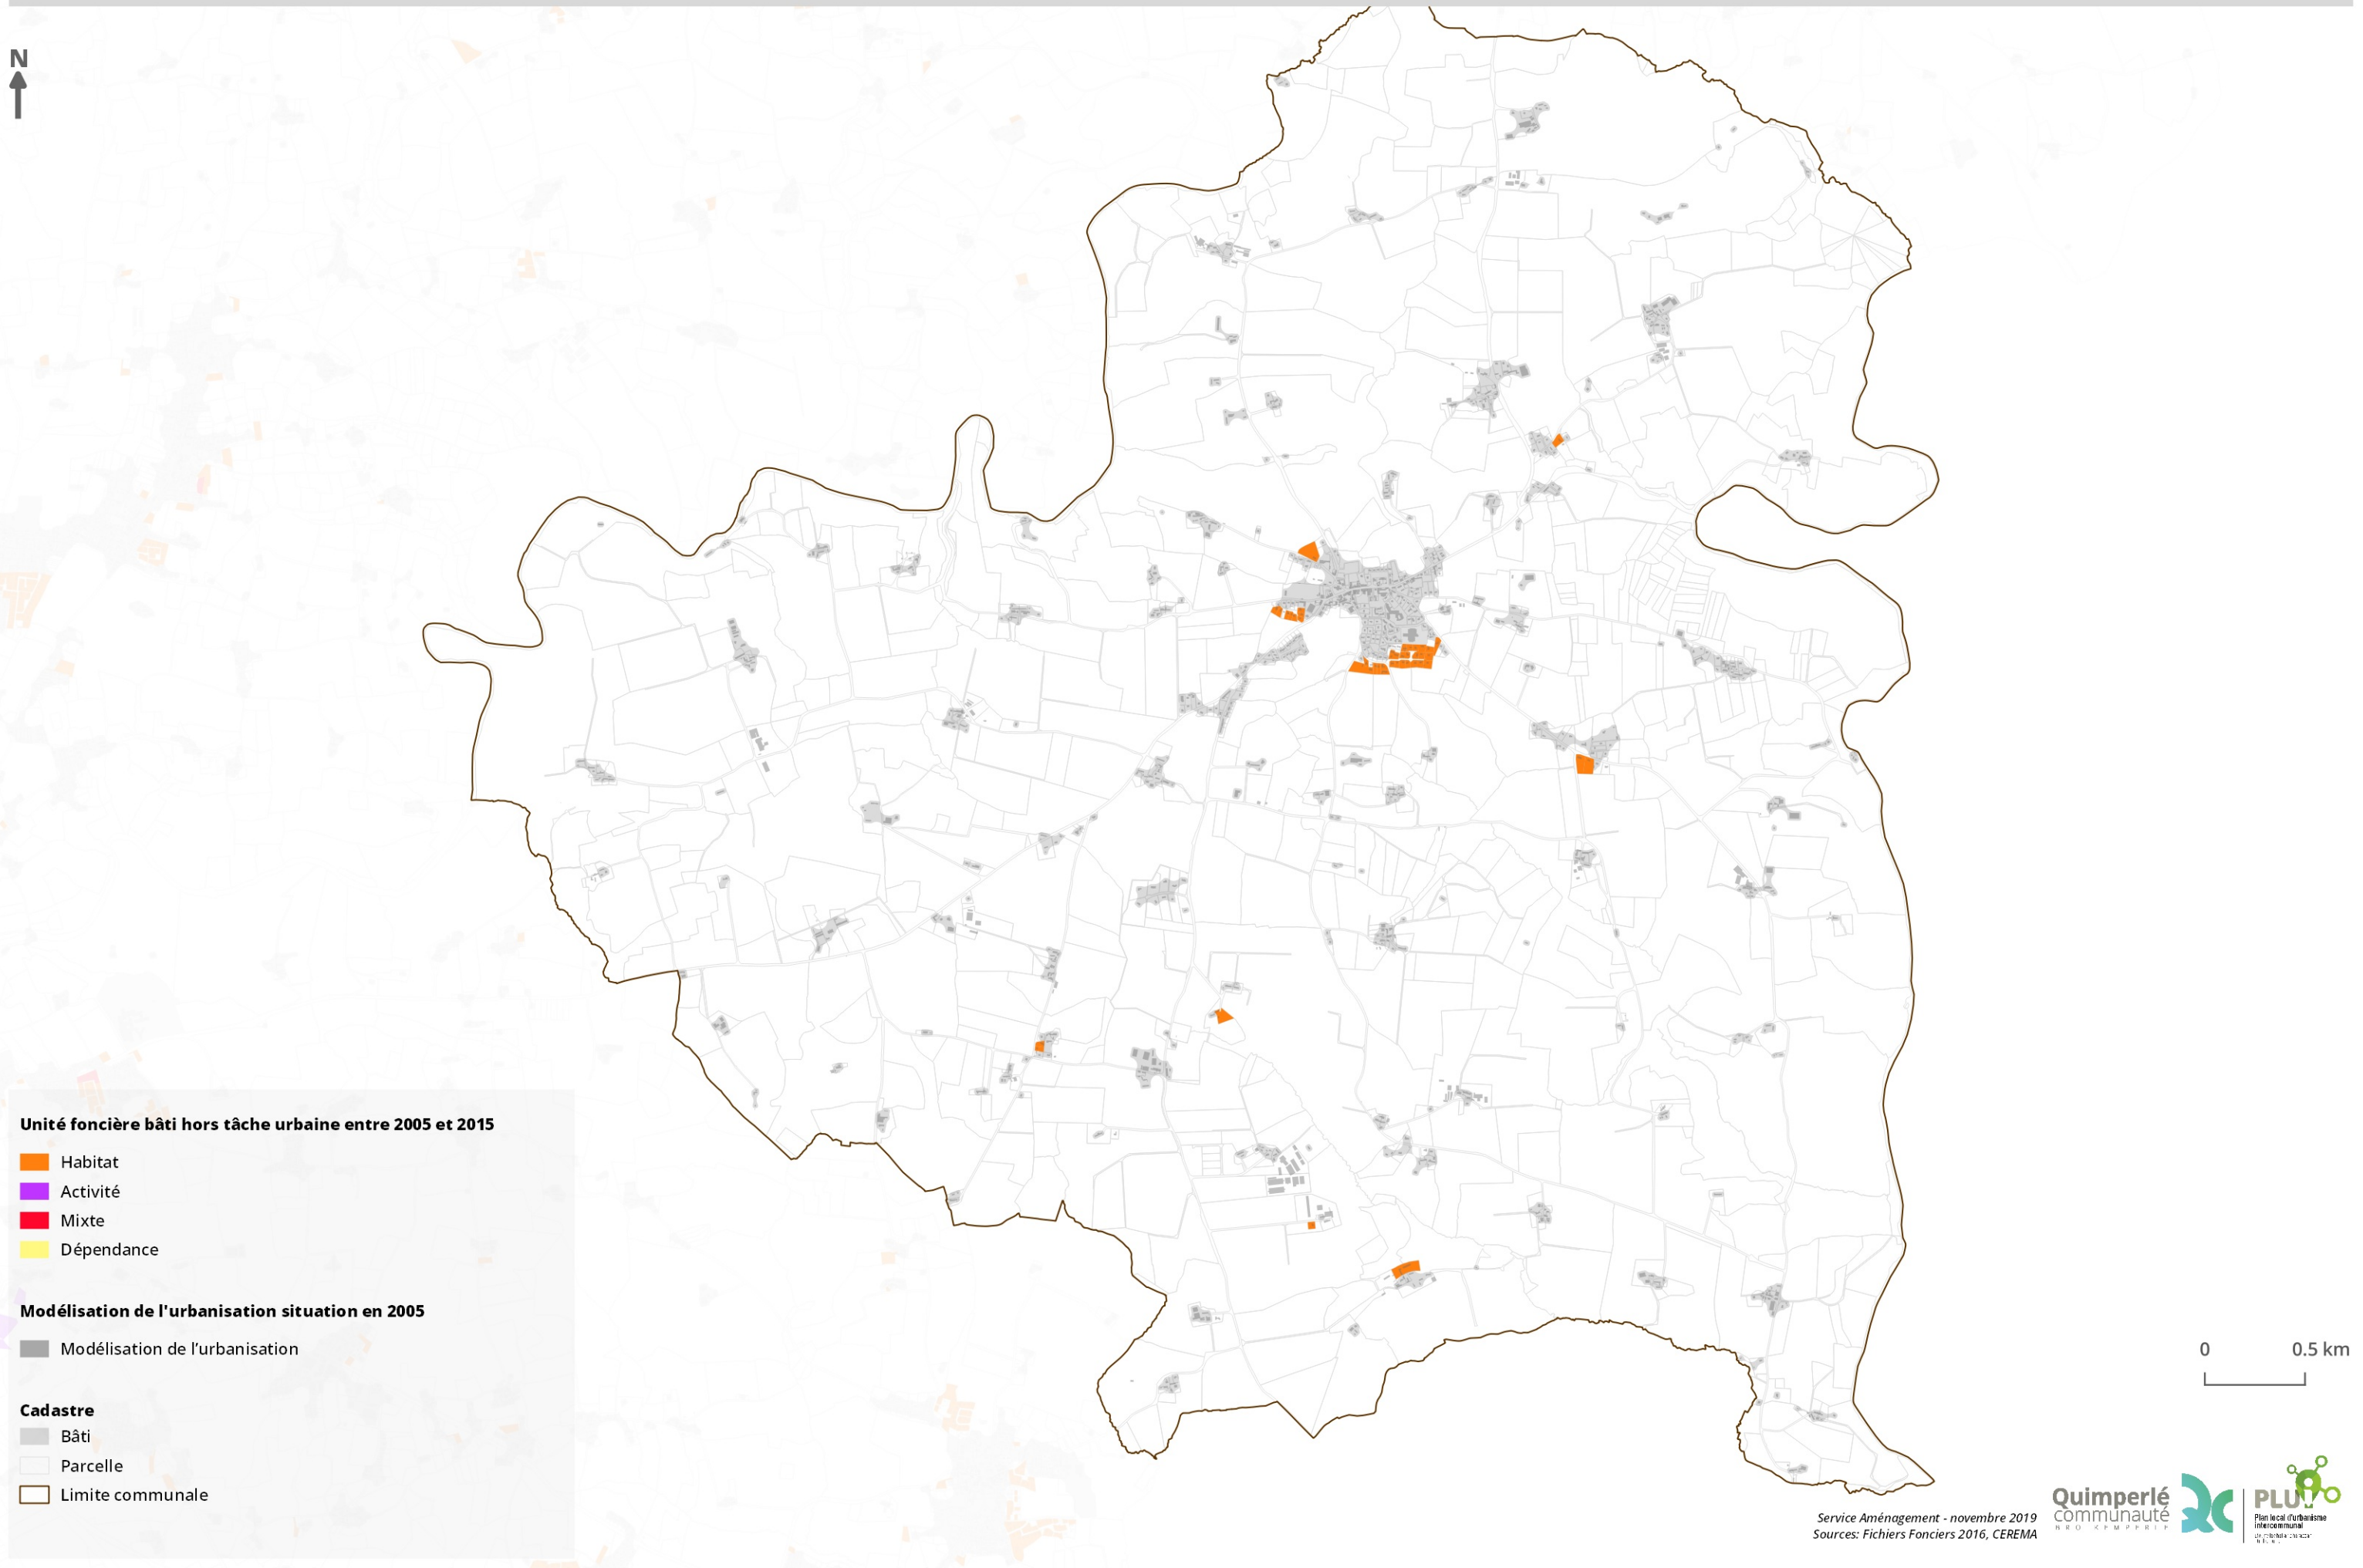 N
Unité foncière bâti hors tâche urbaine entre 2005 et 2015
Habitat
Activité
Mixte
Dépendance
Modélisation de l'urbanisation situation en 2005
Modélisation de l’urbanisation
Cadastre
Bâti
Parcelle
Limite communale
0 0.5 km
Service Aménagement - novembre 2019
Sources: Fichiers Fonciers 2016, CEREMA
Quimperlé
communauté
BRO KEMPERLE
PLUi
Plan local d'urbanisme
intercommunal